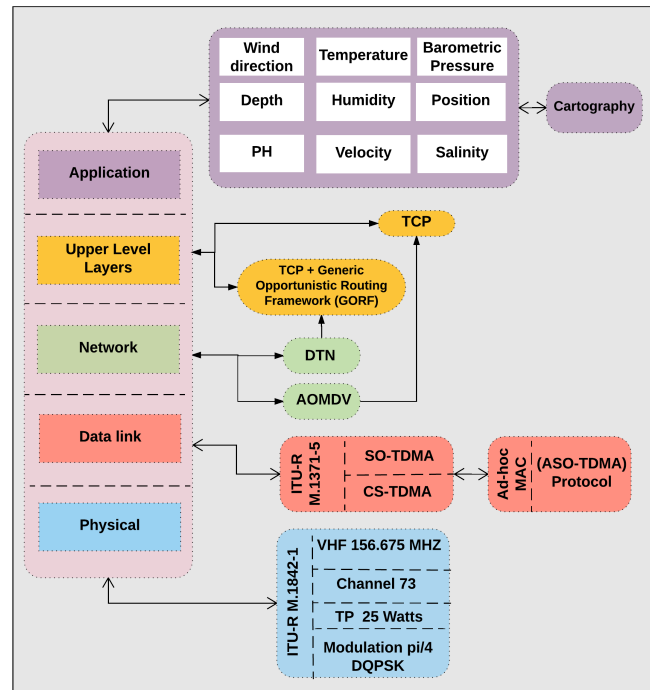 Wind
direction
Temperature
Barometric
Pressure
Depth
Humidity
Position
Cartography
PH
Velocity
Salinity
Application
Upper Level
Layers
TCP
TCP + Generic
Opportunistic Routing
Framework (GORF)
Network
DTN
AOMDV
Data link
ITU-R
M.1371-5
SO-TDMA
CS-TDMA
Ad-hoc
MAC
(ASO-TDMA)
Protocol
Physical
ITU-R M.1842-1
VHF 156.675 MHZ
Channel 73
TP 25 Watts
Modulation pi/4
DQPSK